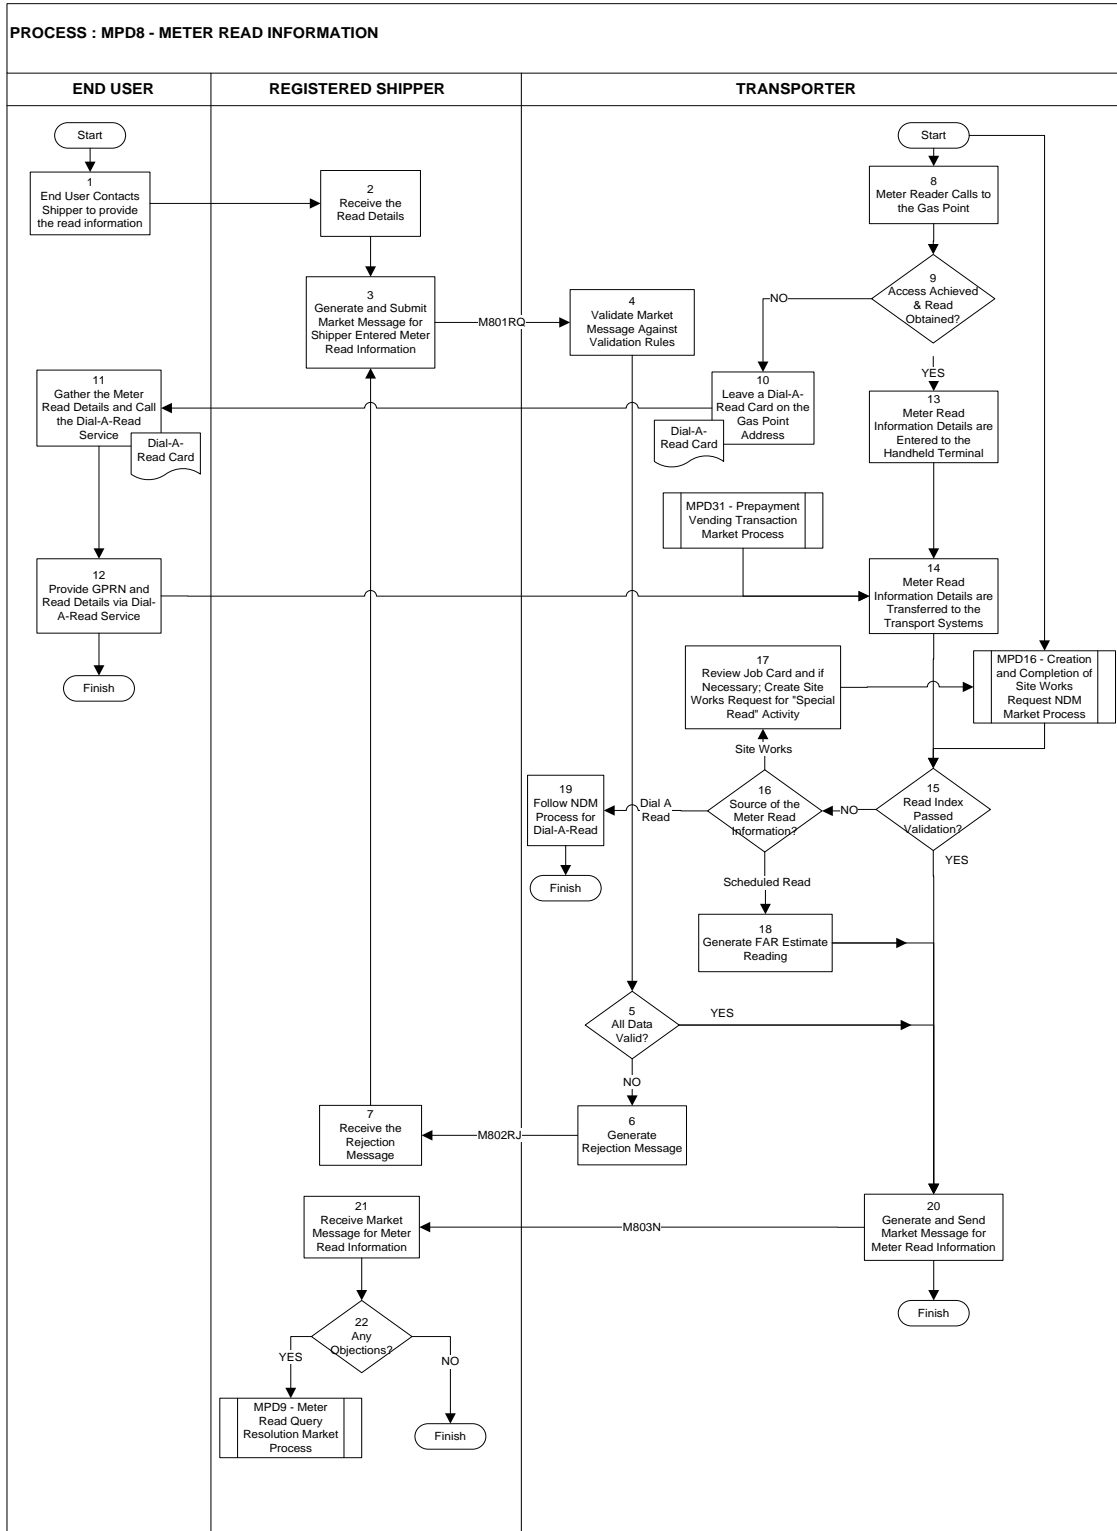 PROCESS : MPD8 - METER READ INFORMATION
END USER
REGISTERED SHIPPER
TRANSPORTER
Start
Start
1
End User Contacts
Shipper to provide
the read information
2
Receive the
Read Details
8
Meter Reader Calls to
the Gas Point
3
Generate and Submit
Market Message for
Shipper Entered Meter
Read Information
M801RQ
4
Validate Market
Message Against
Validation Rules
9
Access Achieved
& Read
Obtained?
NO
YES
11
Gather the Meter
Read Details and Call
the Dial-A-Read
Service
Dial-A-
Read Card
10
Leave a Dial-A-
Read Card on the
Gas Point
Address
Dial-A-
Read Card
13
Meter Read
Information Details are
Entered to the
Handheld Terminal
MPD31 - Prepayment
Vending Transaction
Market Process
12
Provide GPRN and
Read Details via Dial-
A-Read Service
14
Meter Read
Information Details are
Transferred to the
Transport Systems
Finish
17
Review Job Card and if
Necessary; Create Site
Works Request for "Special
Read" Activity
MPD16 - Creation
and Completion of
Site Works
Request NDM
Market Process
Site Works
19
Follow NDM
Process for
Dial-A-Read
Dial A
Read
16
Source of the
Meter Read
Information?
NO
15
Read Index
Passed
Validation?
YES
Finish
Scheduled Read
18
Generate FAR Estimate
Reading
5
All Data
Valid?
YES
NO
7
Receive the
Rejection
Message
M802RJ
6
Generate
Rejection Message
21
Receive Market
Message for Meter
Read Information
M803N
20
Generate and Send
Market Message for
Meter Read Information
Finish
22
Any
Objections?
YES
NO
MPD9 - Meter
Read Query
Resolution Market
Process
Finish